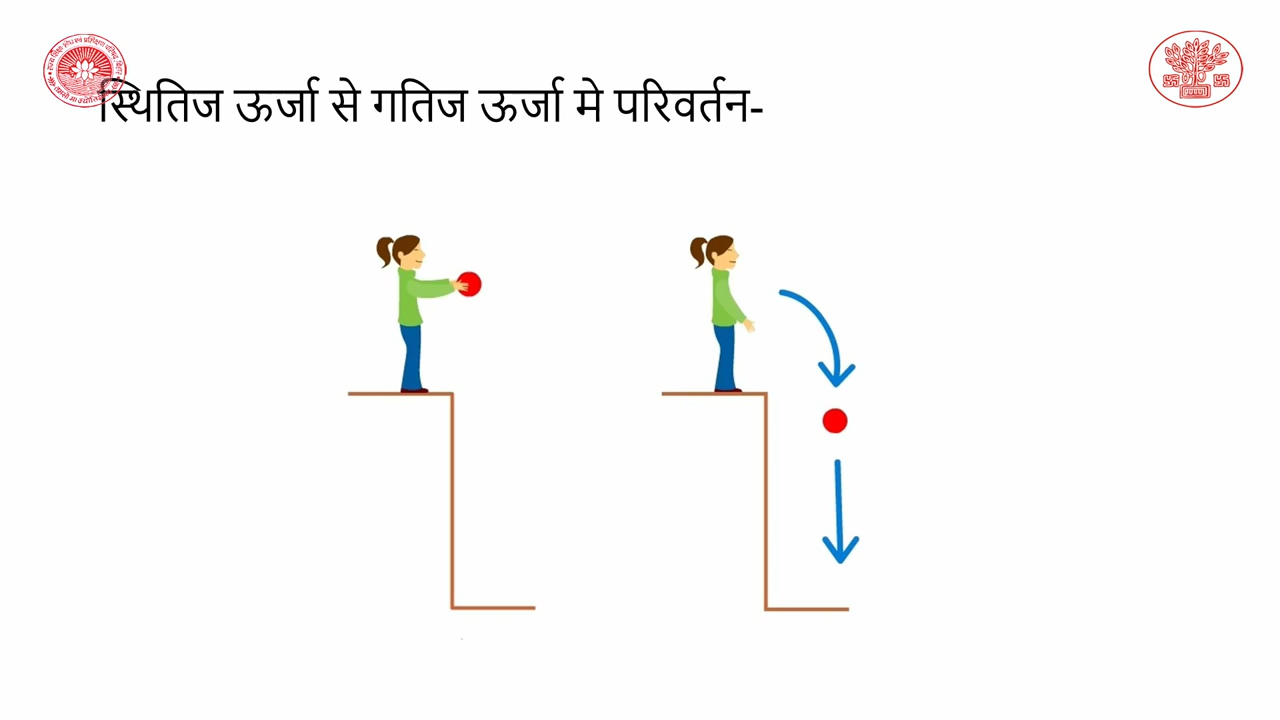 स्थितिज ऊर्जा से गतिज ऊर्जा मे परिवर्तन-